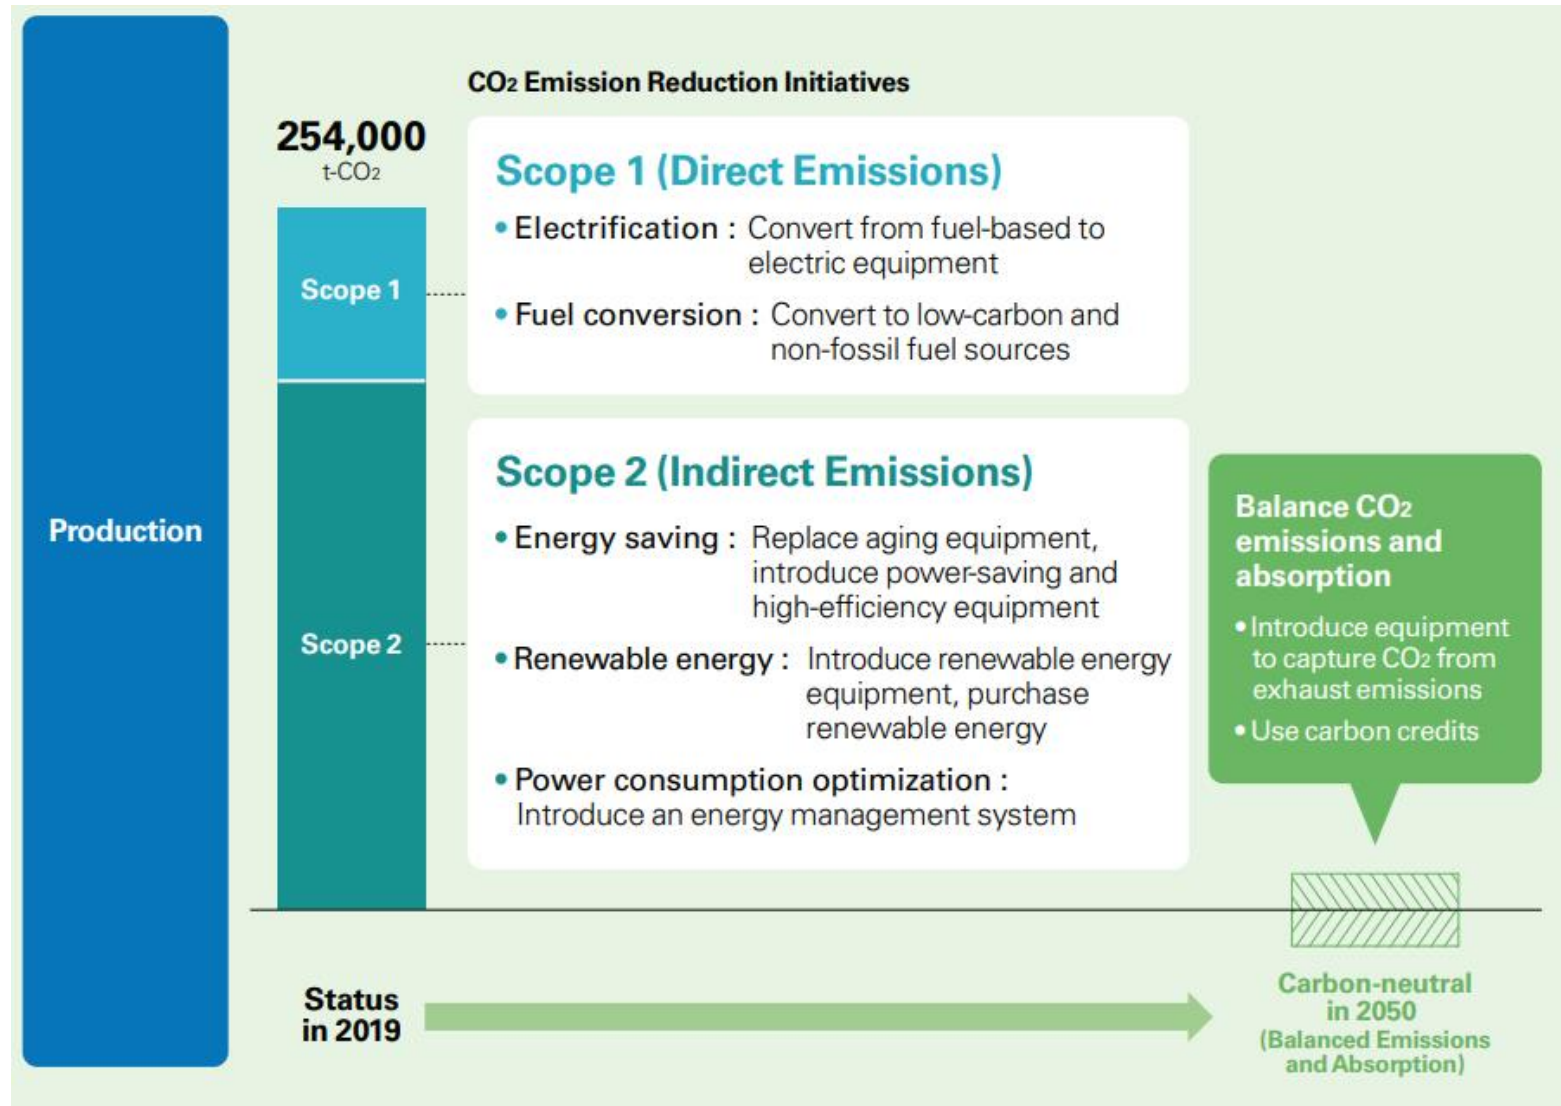 Production
CO2 Emission Reduction Initiatives
254,000
t-CO2
Scope 1
Scope 2
Scope 1 (Direct Emissions)
• Electrification : Convert from fuel-based to
electric equipment
• Fuel conversion : Convert to low-carbon and
non-fossil fuel sources
Scope 2 (Indirect Emissions)
• Energy saving : Replace aging equipment,
introduce power-saving and
high-efficiency equipment
• Renewable energy : Introduce renewable energy
equipment, purchase
renewable energy
• Power consumption optimization :
Introduce an energy management system
Balance CO2
emissions and
absorption
• Introduce equipment
to capture CO2 from
exhaust emissions
• Use carbon credits
Status
in 2019
Carbon-neutral
in 2050
(Balanced Emissions
and Absorption)